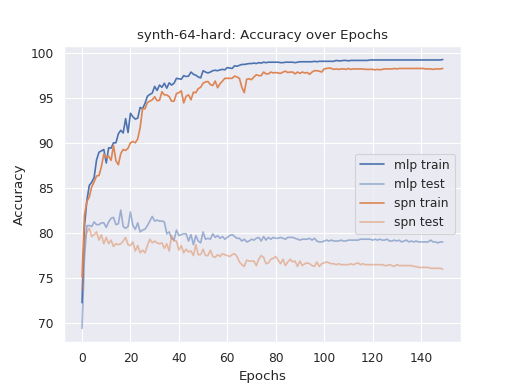 synth-64-hard: Accuracy over Epochs
100
95
90
85
80
75
70
Accuracy
mlp train
mlp test
spn train
spn test
0
20
40
60
80
100
120
140
Epochs